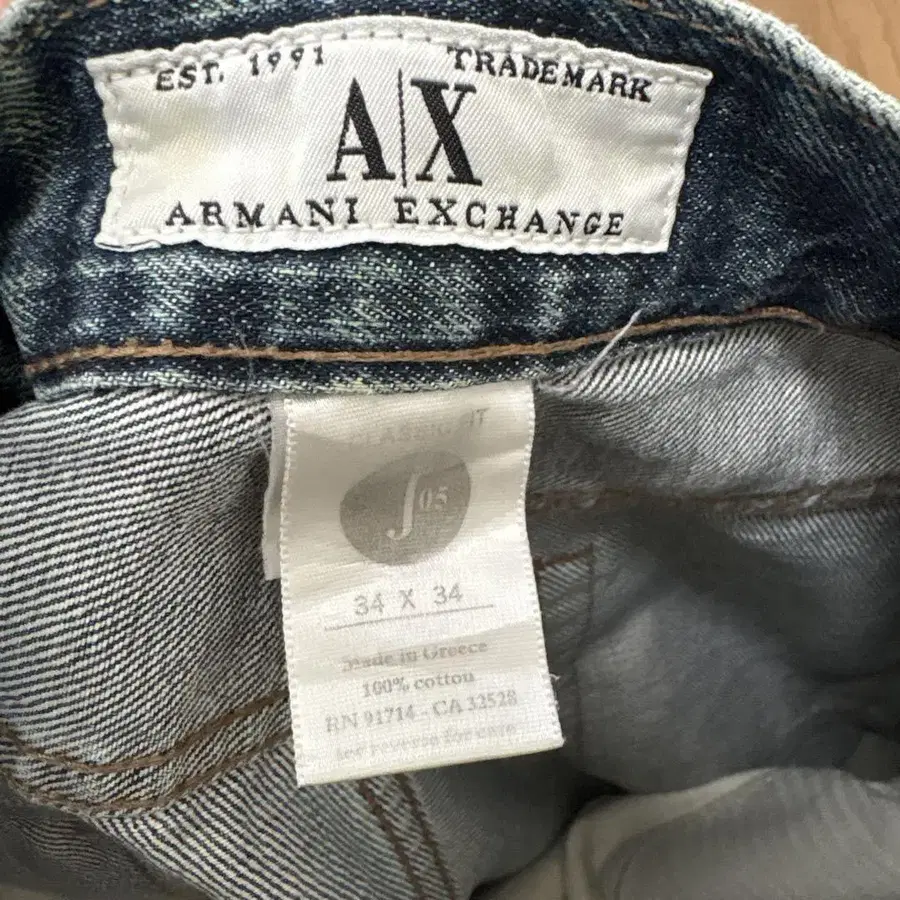 EST. 1991 TRADEMARK
A|X
ARMANI EXCHANGE
CLASSIC FIT
J 05
34 X 34
made in Greece
100% cotton
RN 91714 - CA 32528
see reverse for care